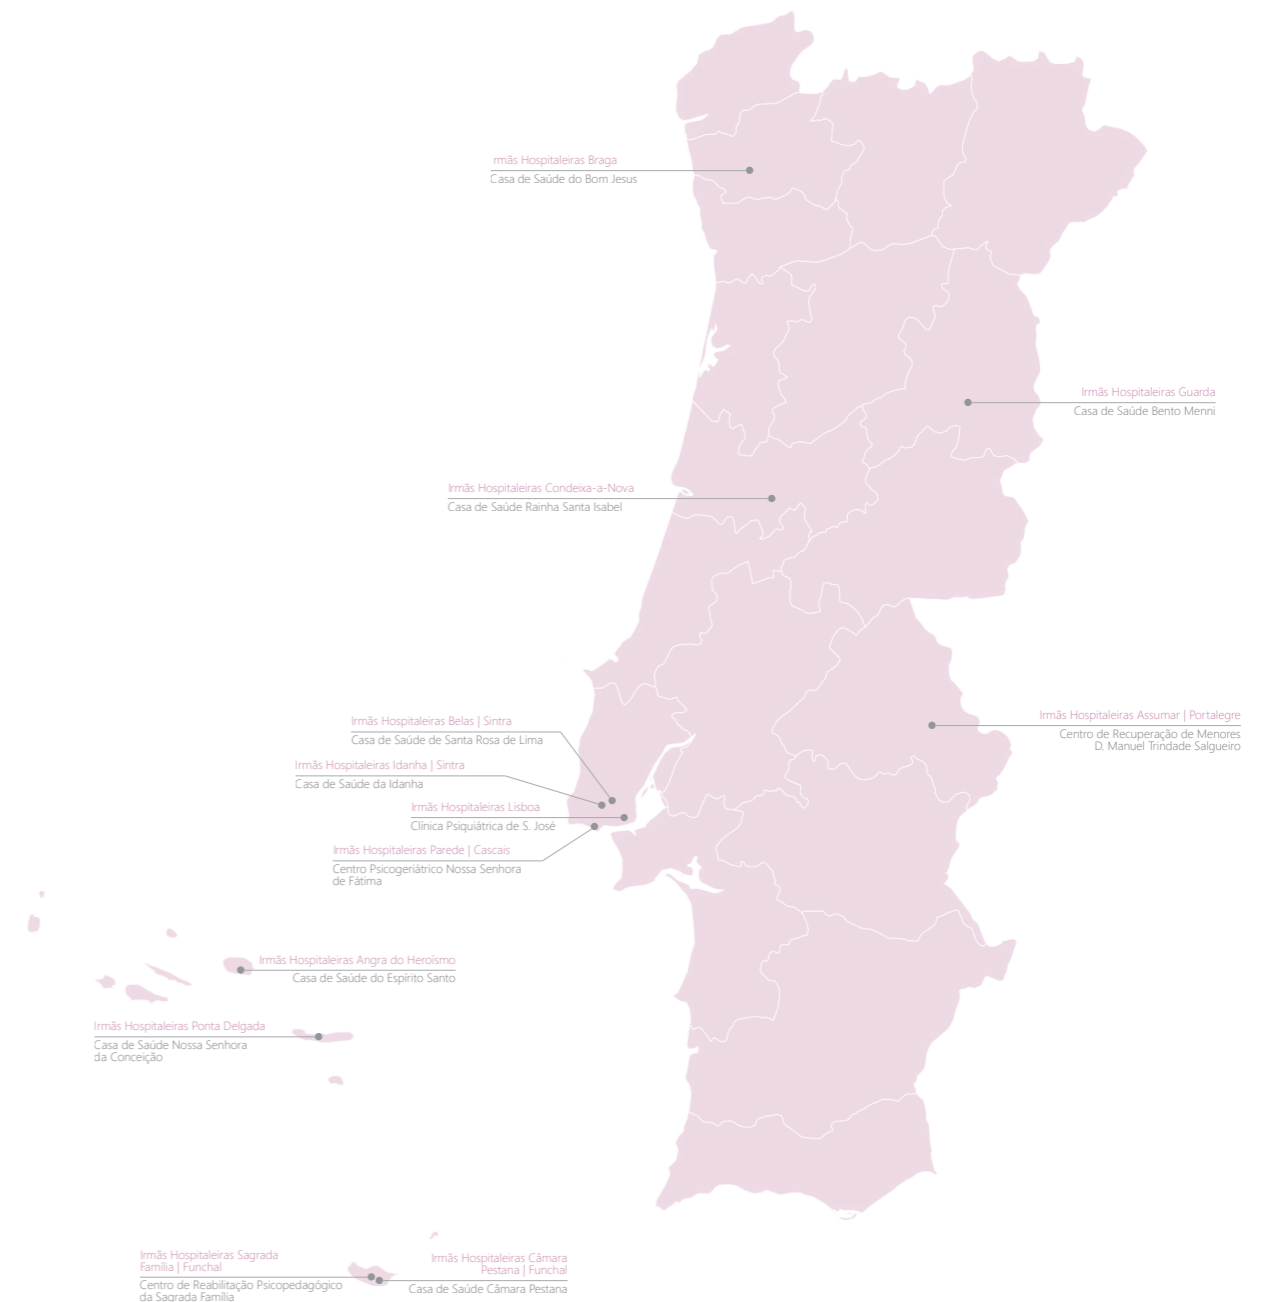 rmãs Hospitaleiras Braga
Casa de Saúde do Bom Jesus
Irmãs Hospitaleiras Guarda
Casa de Saúde Bento Menni
Irmãs Hospitaleiras Condeixa-a-Nova
Casa de Saúde Rainha Santa Isabel
Irmãs Hospitaleiras Assumar | Portalegre
Centro de Recuperação de Menores
D. Manuel Trindade Salgueiro
Irmãs Hospitaleiras Belas | Sintra
Casa de Saúde de Santa Rosa de Lima
Irmãs Hospitaleiras Idanha | Sintra
Casa de Saúde da Idanha
Irmãs Hospitaleiras Lisboa
Clínica Psiquiátrica de S. José
Irmãs Hospitaleiras Parede | Cascais
Centro Psicogeriátrico Nossa Senhora
de Fátima
Irmãs Hospitaleiras Angra do Heroísmo
Casa de Saúde do Espírito Santo
Irmãs Hospitaleiras Ponta Delgada
Casa de Saúde Nossa Senhora
da Conceição
Irmãs Hospitaleiras Sagrada
Família | Funchal
Centro de Reabilitação Psicopedagógico
da Sagrada Família
Irmãs Hospitaleiras Câmara
Pestana | Funchal
Casa de Saúde Câmara Pestana